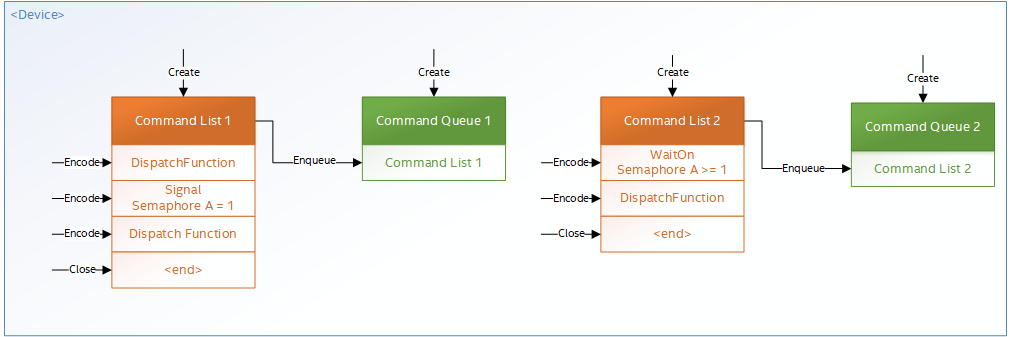 <Device>
Create
Command List 1
Encode
DispatchFunction
Encode
Signal
Semaphore A = 1
Encode
Dispatch Function
Close
<end>
Enqueue
Create
Command Queue 1
Command List 1
Create
Command List 2
Encode
WaitOn
Semaphore A >= 1
Encode
DispatchFunction
Close
<end>
Enqueue
Create
Command Queue 2
Command List 2